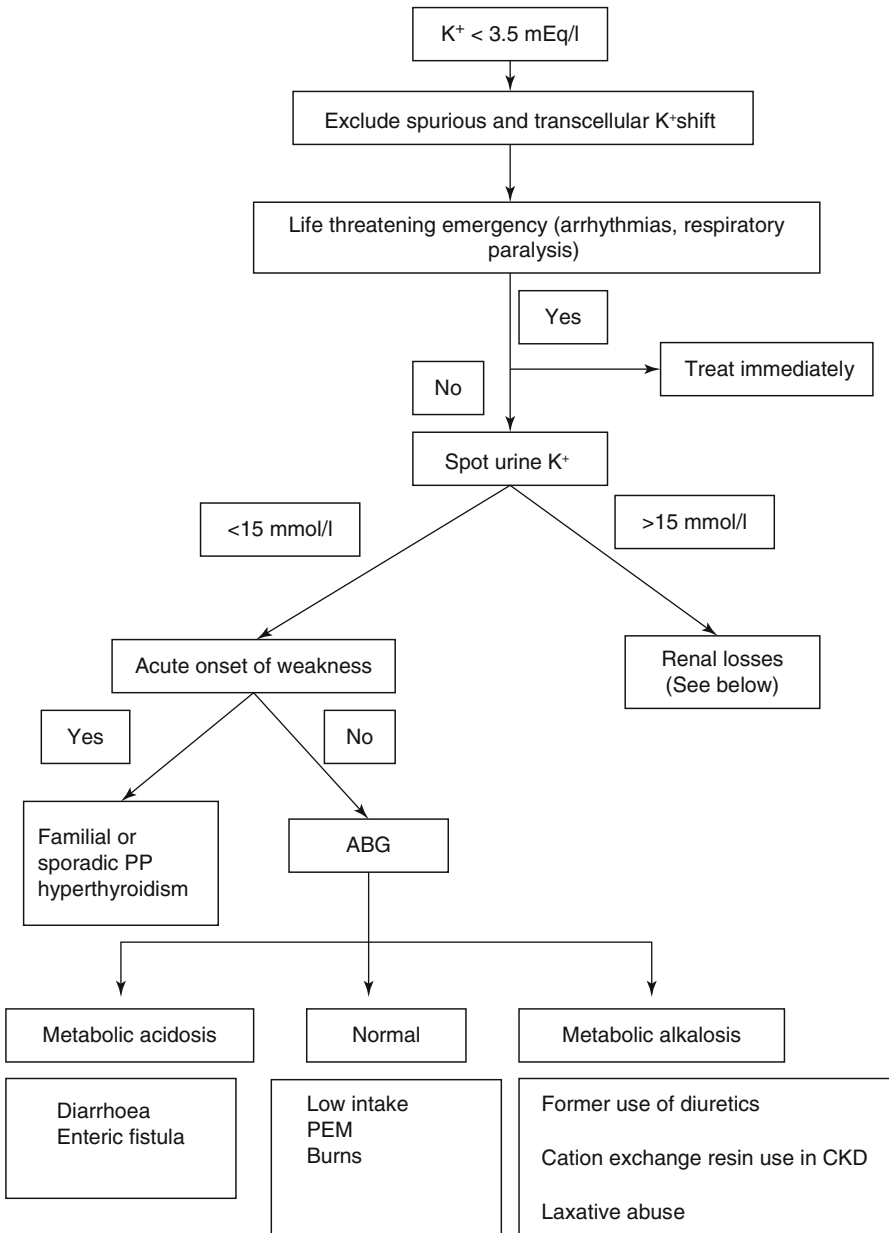 K⁺ < 3.5 mEq/l
Exclude spurious and transcellular K⁺shift
Life threatening emergency (arrhythmias, respiratory
paralysis)
Yes
Treat immediately
No
Spot urine K⁺
<15 mmol/l
>15 mmol/l
Acute onset of weakness
Renal losses
(See below)
Yes
No
Familial or
sporadic PP
hyperthyroidism
ABG
Metabolic acidosis
Normal
Metabolic alkalosis
Diarrhoea
Enteric fistula
Low intake
PEM
Burns
Former use of diuretics
Cation exchange resin use in CKD
Laxative abuse